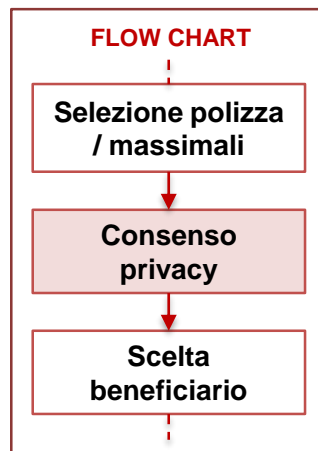 FLOW CHART
Selezione polizza
/ massimali
Consenso
privacy
Scelta
beneficiario